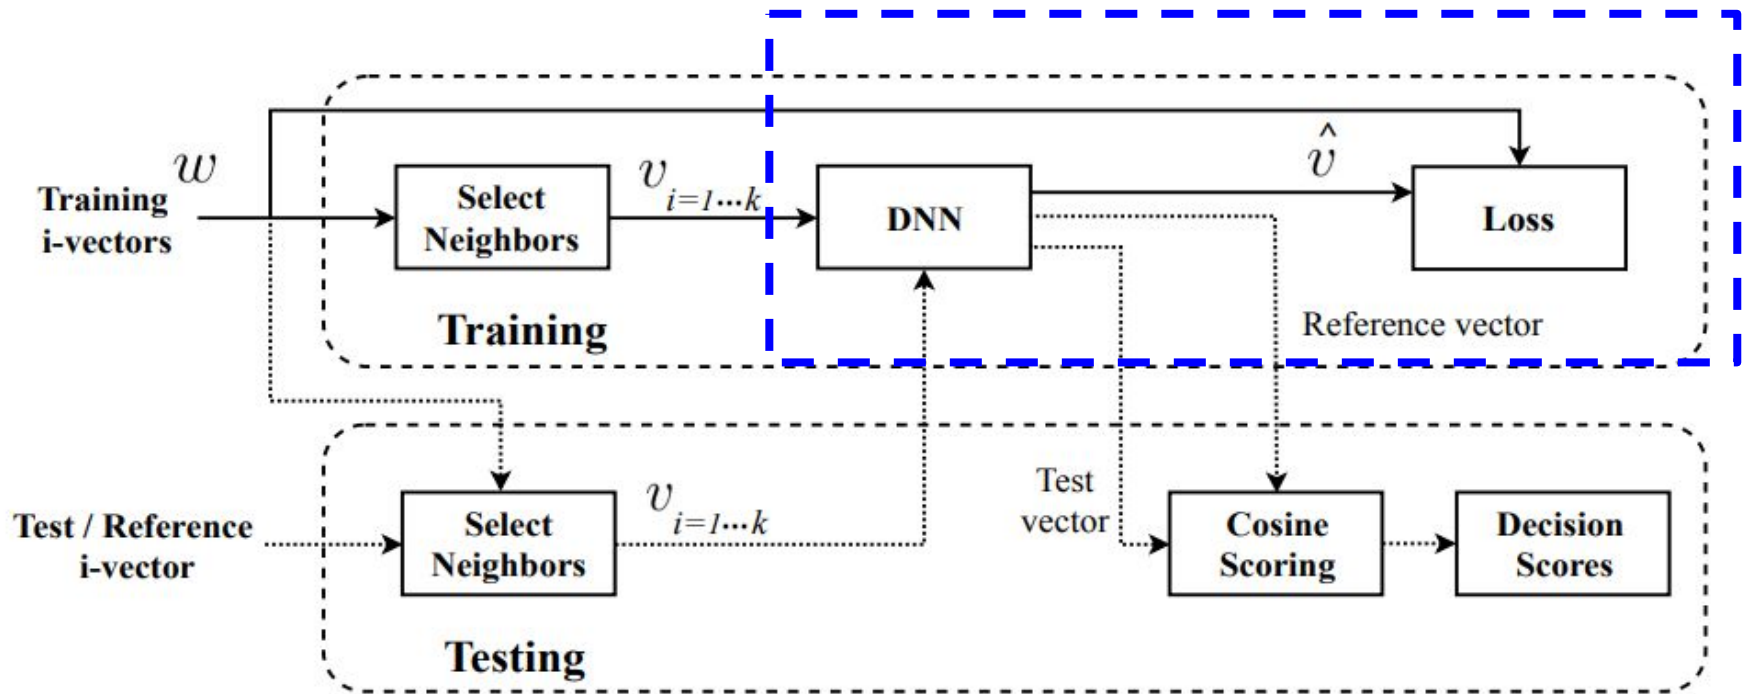 w
Training
i-vectors
Select
Neighbors
v i=1...k
DNN
v̂
Loss
Training
Reference vector
Test / Reference
i-vector
Select
Neighbors
v i=1...k
Test
vector
Cosine
Scoring
Decision
Scores
Testing